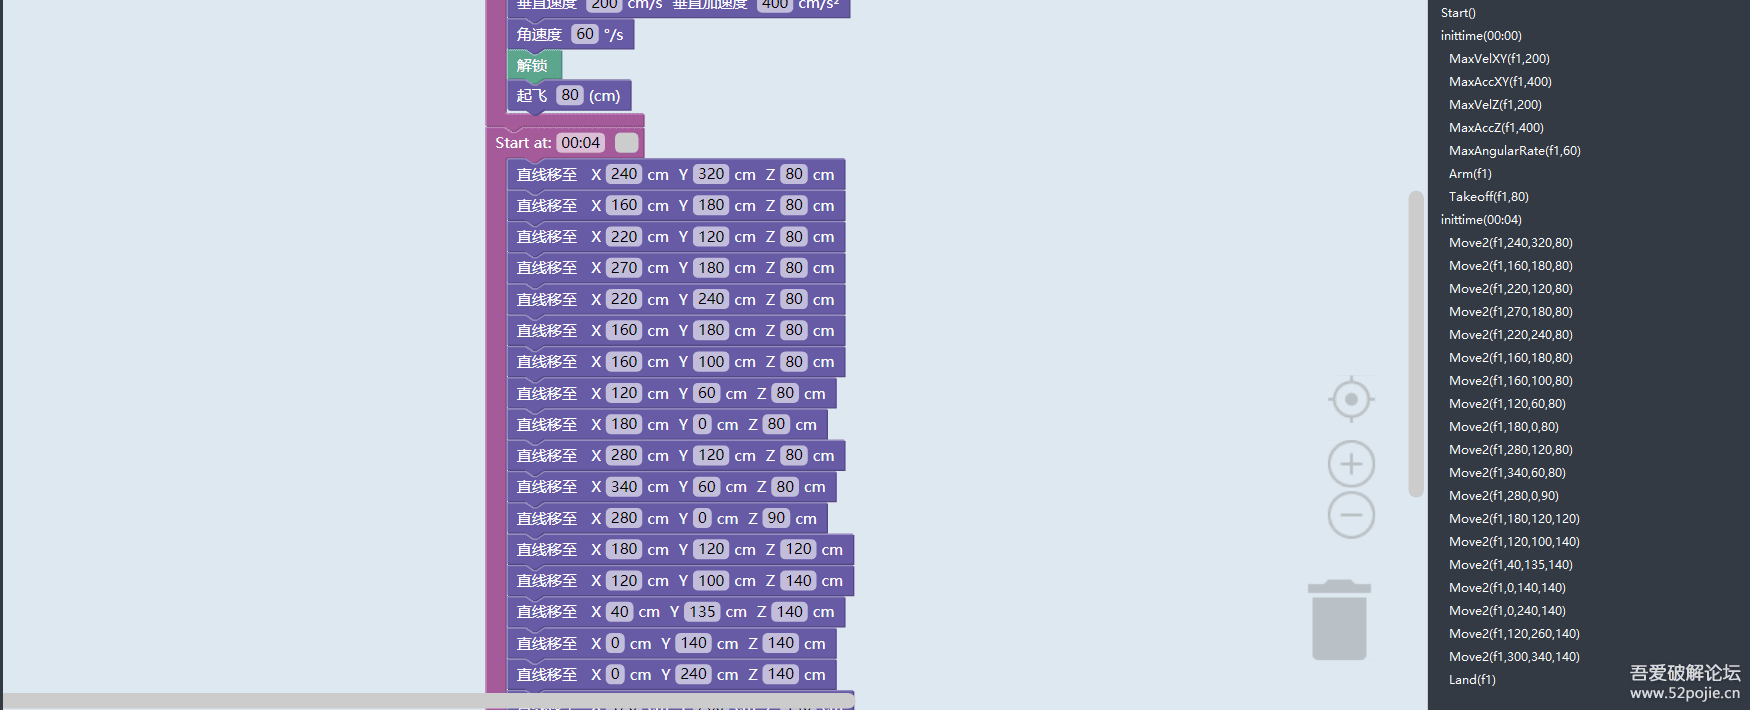 垂直速度 200 cm/s 垂直加速度 400 cm/s²
角速度 60 °/s
解锁
起飞 80 (cm)
Start at: 00:04
直线移至 X 240 cm Y 320 cm Z 80 cm
直线移至 X 160 cm Y 180 cm Z 80 cm
直线移至 X 220 cm Y 120 cm Z 80 cm
直线移至 X 270 cm Y 180 cm Z 80 cm
直线移至 X 220 cm Y 240 cm Z 80 cm
直线移至 X 160 cm Y 180 cm Z 80 cm
直线移至 X 160 cm Y 100 cm Z 80 cm
直线移至 X 120 cm Y 60 cm Z 80 cm
直线移至 X 180 cm Y 0 cm Z 80 cm
直线移至 X 280 cm Y 120 cm Z 80 cm
直线移至 X 340 cm Y 60 cm Z 80 cm
直线移至 X 280 cm Y 0 cm Z 90 cm
直线移至 X 180 cm Y 120 cm Z 120 cm
直线移至 X 120 cm Y 100 cm Z 140 cm
直线移至 X 40 cm Y 135 cm Z 140 cm
直线移至 X 0 cm Y 140 cm Z 140 cm
直线移至 X 0 cm Y 240 cm Z 140 cm
Start()
inittime(00:00)
MaxVelXY(f1,200)
MaxAccXY(f1,400)
MaxVelZ(f1,200)
MaxAccZ(f1,400)
MaxAngularRate(f1,60)
Arm(f1)
Takeoff(f1,80)
inittime(00:04)
Move2(f1,240,320,80)
Move2(f1,160,180,80)
Move2(f1,220,120,80)
Move2(f1,270,180,80)
Move2(f1,220,240,80)
Move2(f1,160,180,80)
Move2(f1,160,100,80)
Move2(f1,120,60,80)
Move2(f1,180,0,80)
Move2(f1,280,120,80)
Move2(f1,340,60,80)
Move2(f1,280,0,90)
Move2(f1,180,120,120)
Move2(f1,120,100,140)
Move2(f1,40,135,140)
Move2(f1,0,140,140)
Move2(f1,0,240,140)
Move2(f1,120,260,140)
Move2(f1,300,340,140)
Land(f1)
吾爱破解论坛
www.52pojie.cn